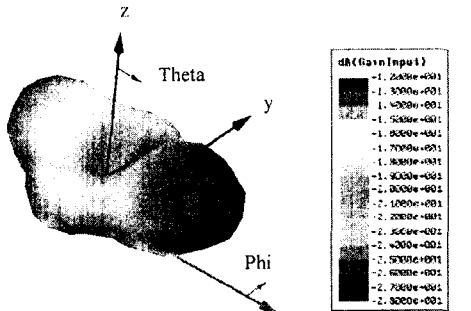 z
Theta
y
Phi
dB(GainInput)
-1.2000e+001
-1.3000e+001
-1.4000e+001
-1.5000e+001
-1.6000e+001
-1.7000e+001
-1.8000e+001
-1.9000e+001
-2.0000e+001
-2.1000e+001
-2.2000e+001
-2.3000e+001
-2.4000e+001
-2.5000e+001
-2.6000e+001
-2.7000e+001
-2.8000e+001